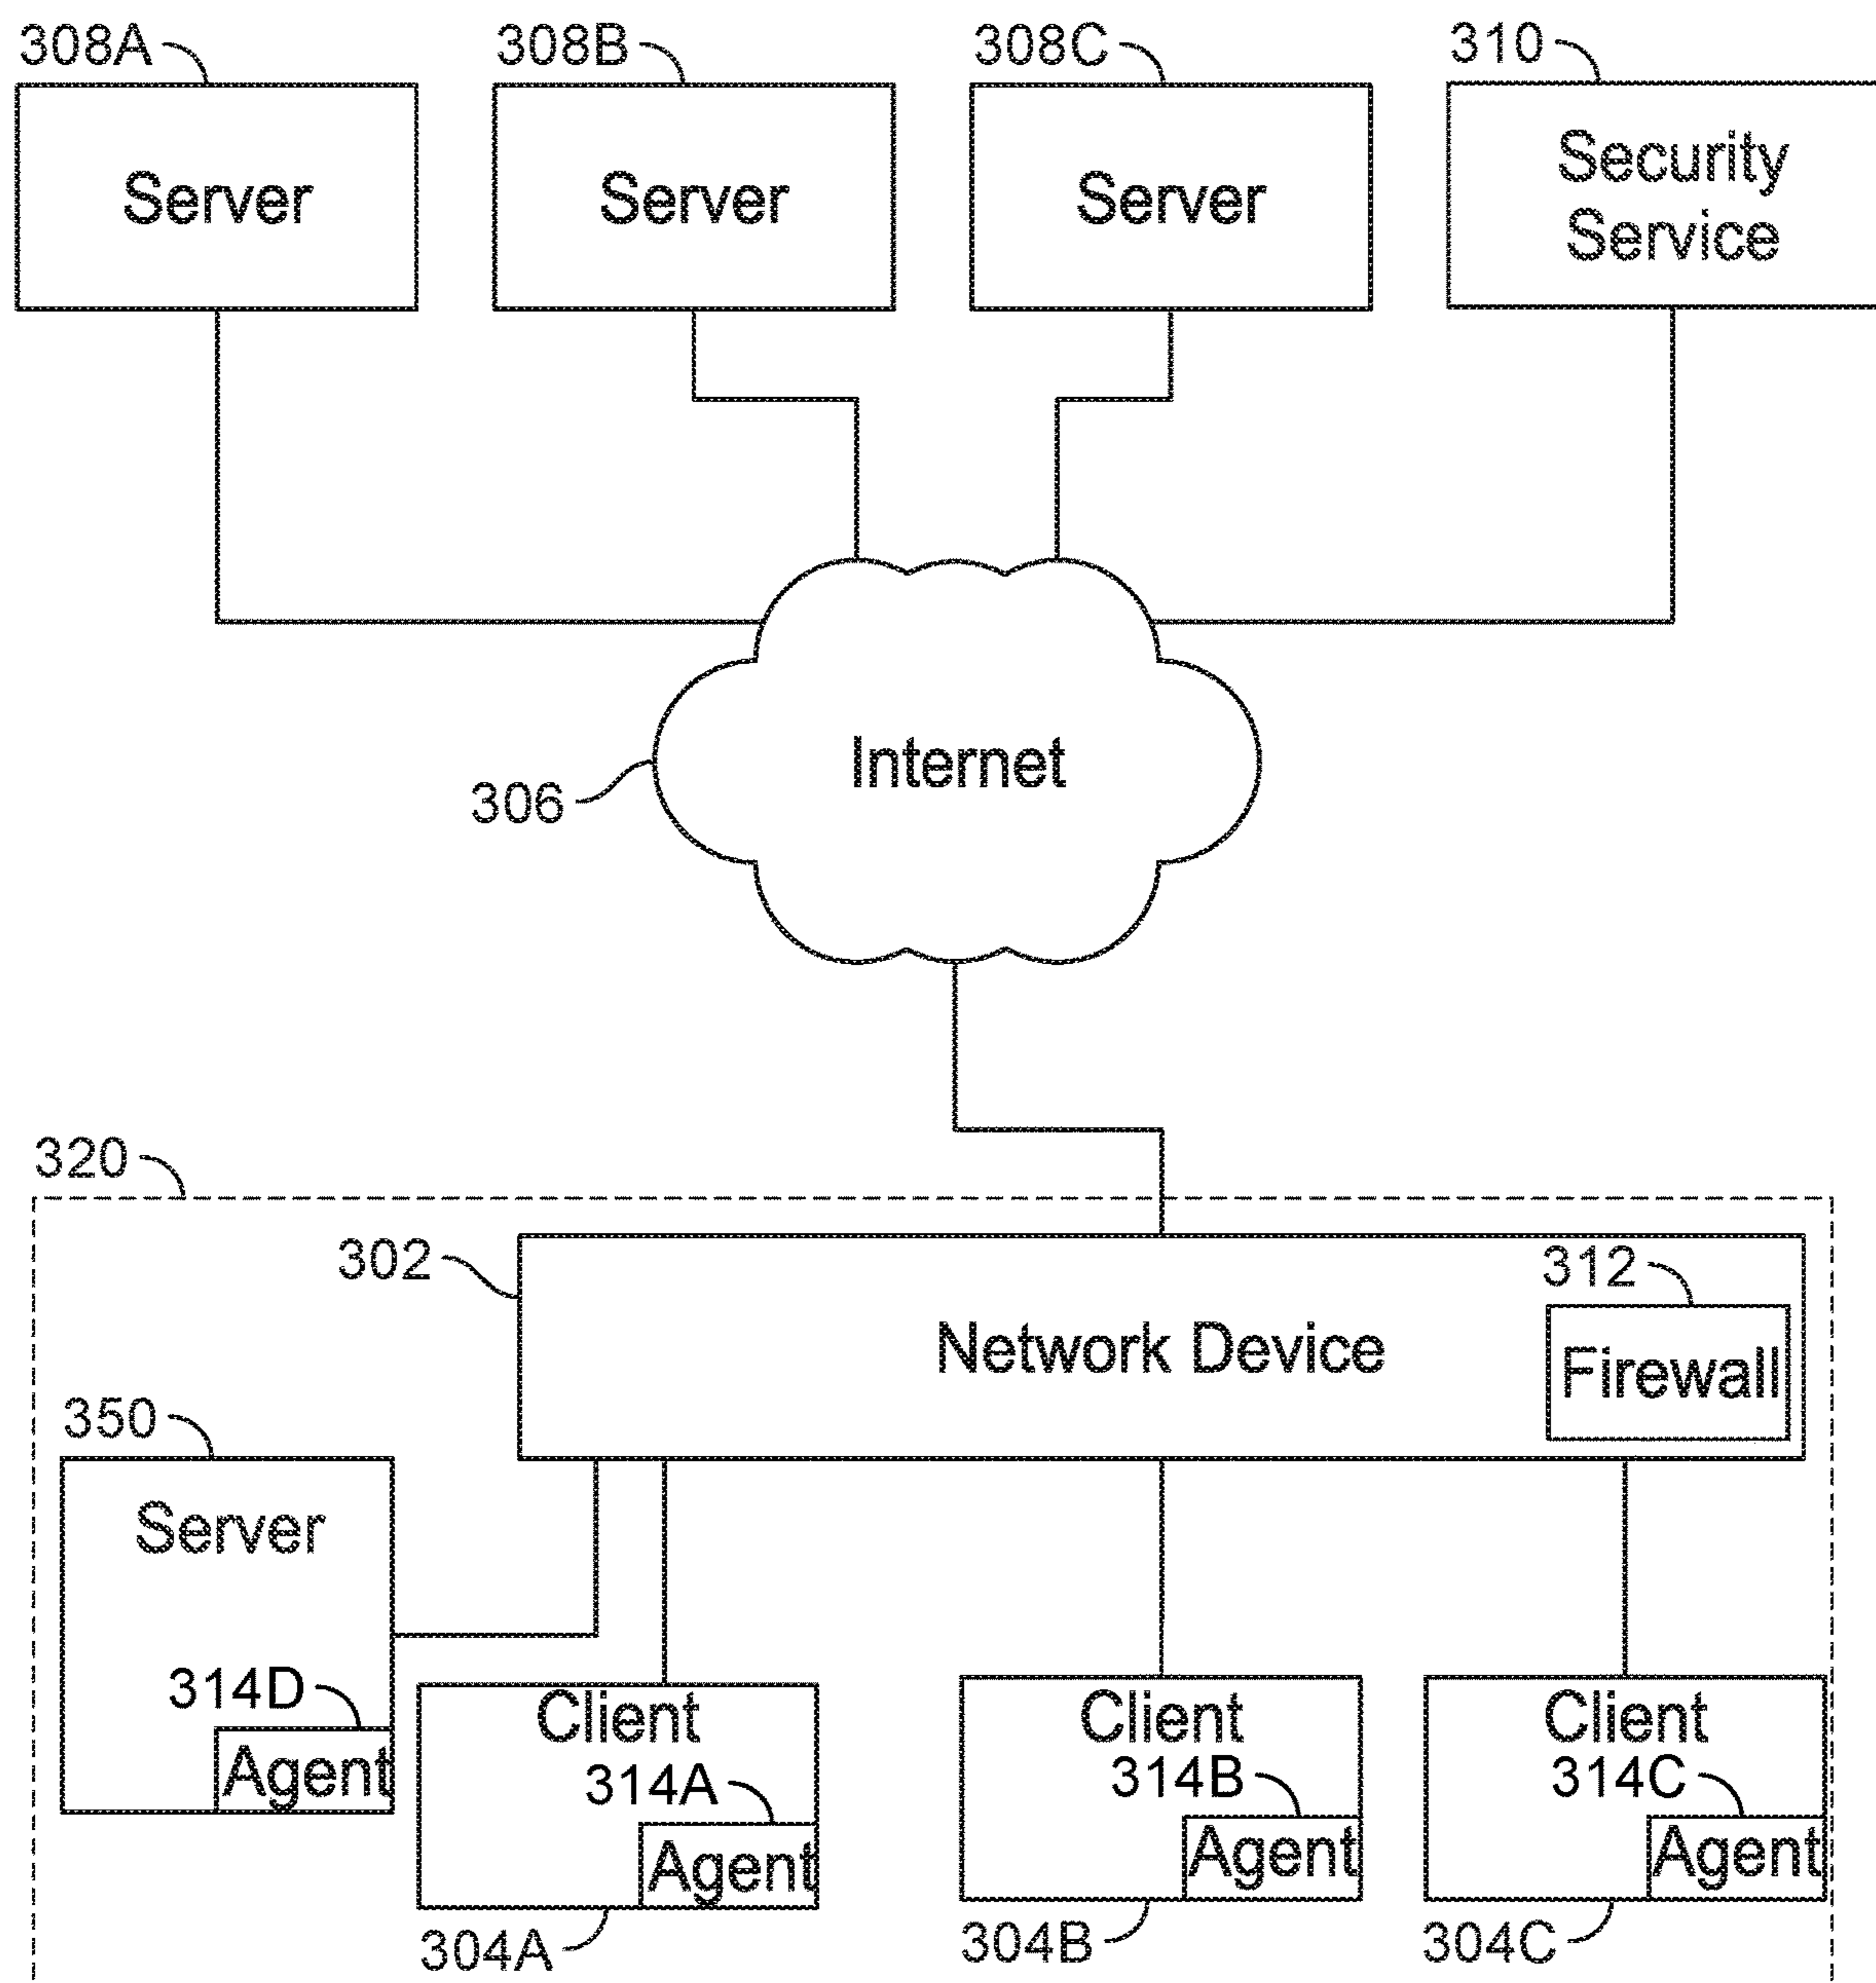 308A
308B
308C
310
Server
Server
Server
Security
Service
Internet
306
320
302
312
Network Device
Firewall
350
Server
314D
Agent
Client
314A
Agent
304A
Client
314B
Agent
304B
Client
314C
Agent
304C